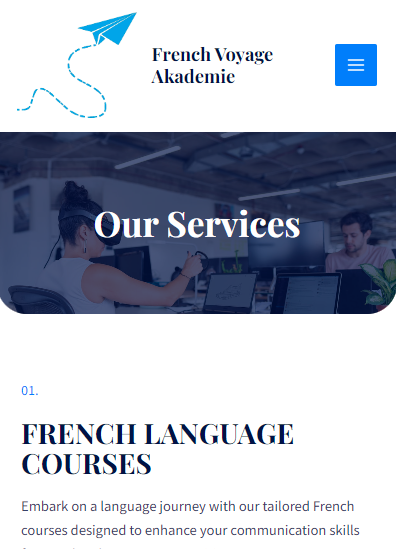 French Voyage
Akademie
Our Services
01.
FRENCH LANGUAGE
COURSES
Embark on a language journey with our tailored French
courses designed to enhance your communication skills